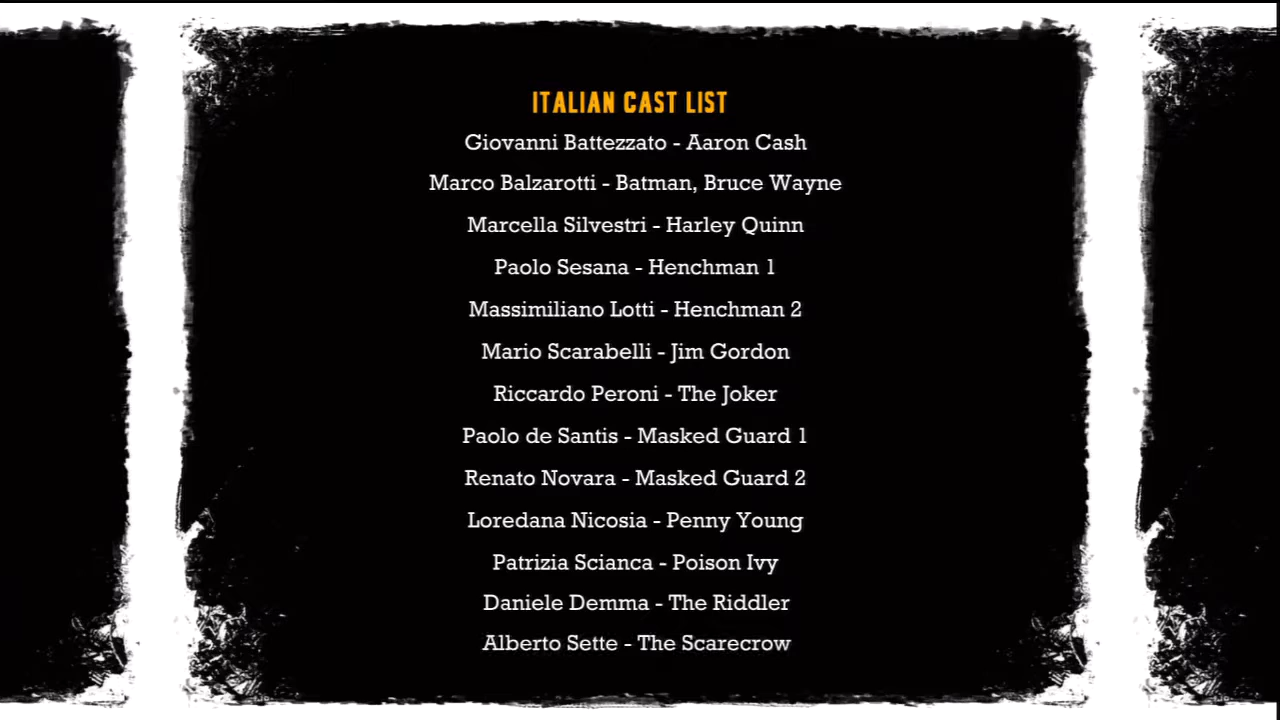 ITALIAN CAST LIST
Giovanni Battezzato - Aaron Cash
Marco Balzarotti - Batman, Bruce Wayne
Marcella Silvestri - Harley Quinn
Paolo Sesana - Henchman 1
Massimiliano Lotti - Henchman 2
Mario Scarabelli - Jim Gordon
Riccardo Peroni - The Joker
Paolo de Santis - Masked Guard 1
Renato Novara - Masked Guard 2
Loredana Nicosia - Penny Young
Patrizia Scianca - Poison Ivy
Daniele Demma - The Riddler
Alberto Sette - The Scarecrow